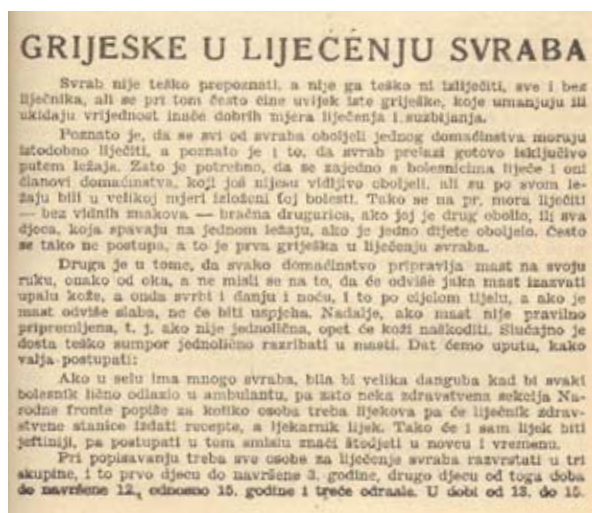 GRIJEŠKE U LIJEČENJU SVRABA
Svrab nije teško prepoznati, a nije ga teško ni izliječiti, sve i bez
liječnika, ali se pri tom često čine uvijek iste griješke, koje umanjuju ili
ukidaju vrijednost inače dobrih mjera liječenja i suzbijanja.
Poznato je, da se svi od svraba oboljeli jednog domaćinstva moraju
istodobno liječiti, a poznato je i to, da svrab prelazi gotovo isključivo
putem ležaja. Zato je potrebno, da se zajedno s bolesnicima liječe i oni
članovi domaćinstva, koji još nijesu vidljivo oboljeli, ali su po svom le-
žaju bili u velikoj mjeri izloženi toj bolesti. Tako se na pr. mora liječiti
— bez vidnih znakova — bračna drugarica, ako joj je drug obolio, ili sva
djeca, koja spavaju na jednom ležaju, ako je jedno dijete oboljelo. Često
se tako ne postupa, a to je prva griješka u liječenju svraba.
Druga je u tome, da svako domaćinstvo pripravlja mast na svoju
ruku, onako od oka, a ne misli se na to, da će odviše jaka mast izazvati
upalu kože, a onda svrbi i danju i noću, i to po cijelom tijelu, a ako je
mast odviše slaba, ne će biti uspjeha. Nadalje, ako mast nije pravilno
pripremljena, t. j. ako nije jednolična, opet će koži naškoditi. Slučajno je
dosta teško sumpor jednolično razribati u masti. Dat ćemo uputu, kako
valja postupati:
Ako u selu ima mnogo svraba, bila bi velika danguba kad bi svaki
bolesnik lično odlazio u ambulantu, pa zato neka zdravstvena sekcija Na-
rodne fronte popiše za koliko osoba treba lijekova pa će liječnik zdrav-
stvene stanice izdati recepte, a ljekarnik lijek. Tako će i sam lijek biti
jeftiniji, pa postupati u tom smislu znači štodjeti u novcu i vremenu.
Pri popisavanju treba sve osobe za liječenje svraba razvrstati u tri
skupine, i to prvo djecu do navršene 3. godine, drugo djecu od toga doba
do navršene 12., odnosno 15. godine i treće odrasle. U dobi od 13. do 15.